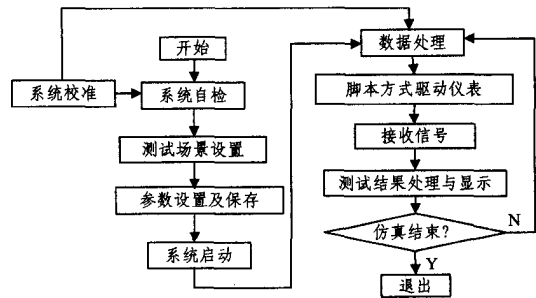 开始
系统校准
系统自检
测试场景设置
参数设置及保存
系统启动
数据处理
脚本方式驱动仪表
接收信号
测试结果处理与显示
仿真结束?
N
Y
退出